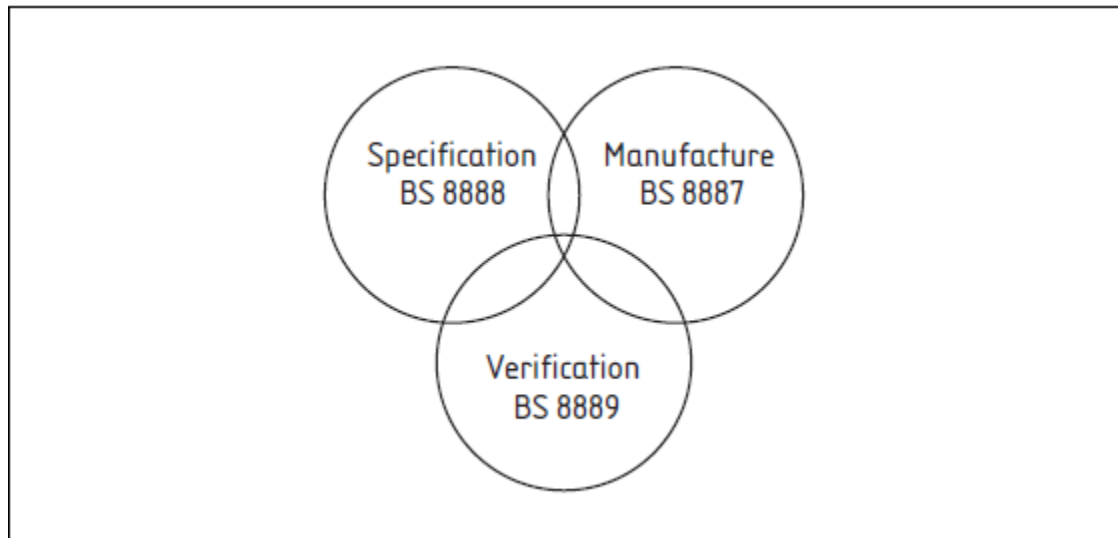 Specification
BS 8888
Manufacture
BS 8887
Verification
BS 8889